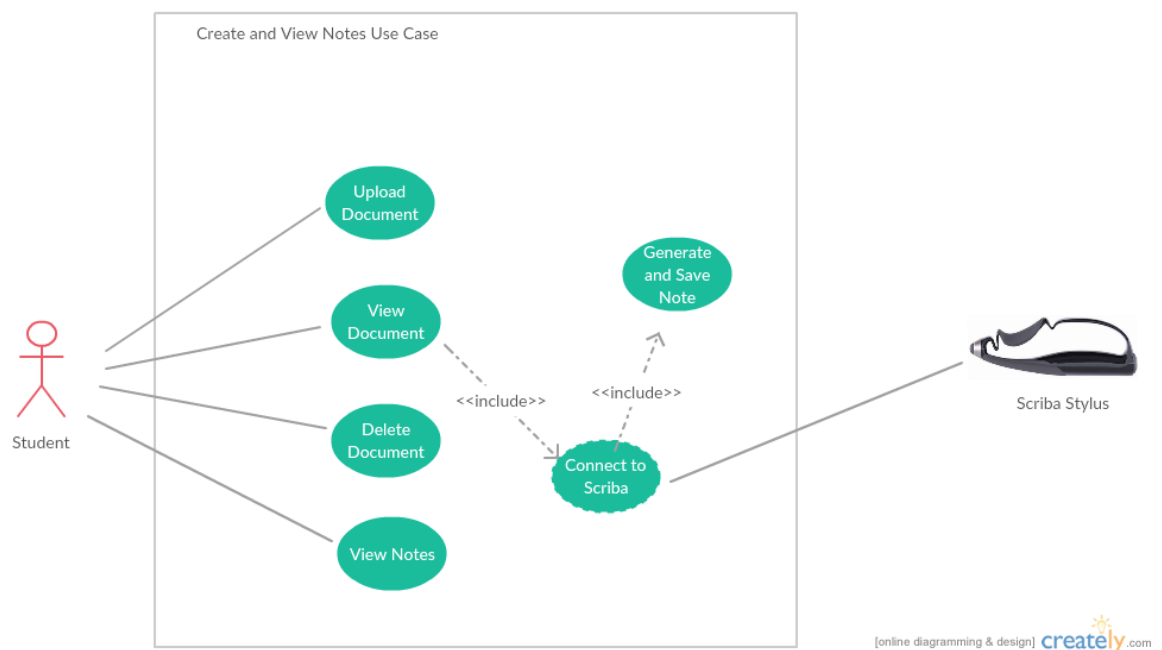 Create and View Notes Use Case
Upload
Document
View
Document
Delete
Document
View Notes
Generate
and Save
Note
<<include>>
<<include>>
Connect to
Scriba
Student
Scriba Stylus
[online diagramming & design] creately.com